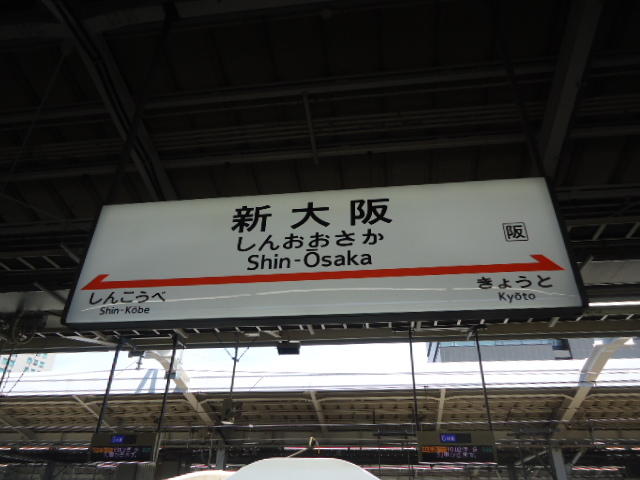 新大阪
しんおおさか
Shin-Ōsaka
阪
しんこうべ
Shin-Kōbe
きょうと
Kyōto